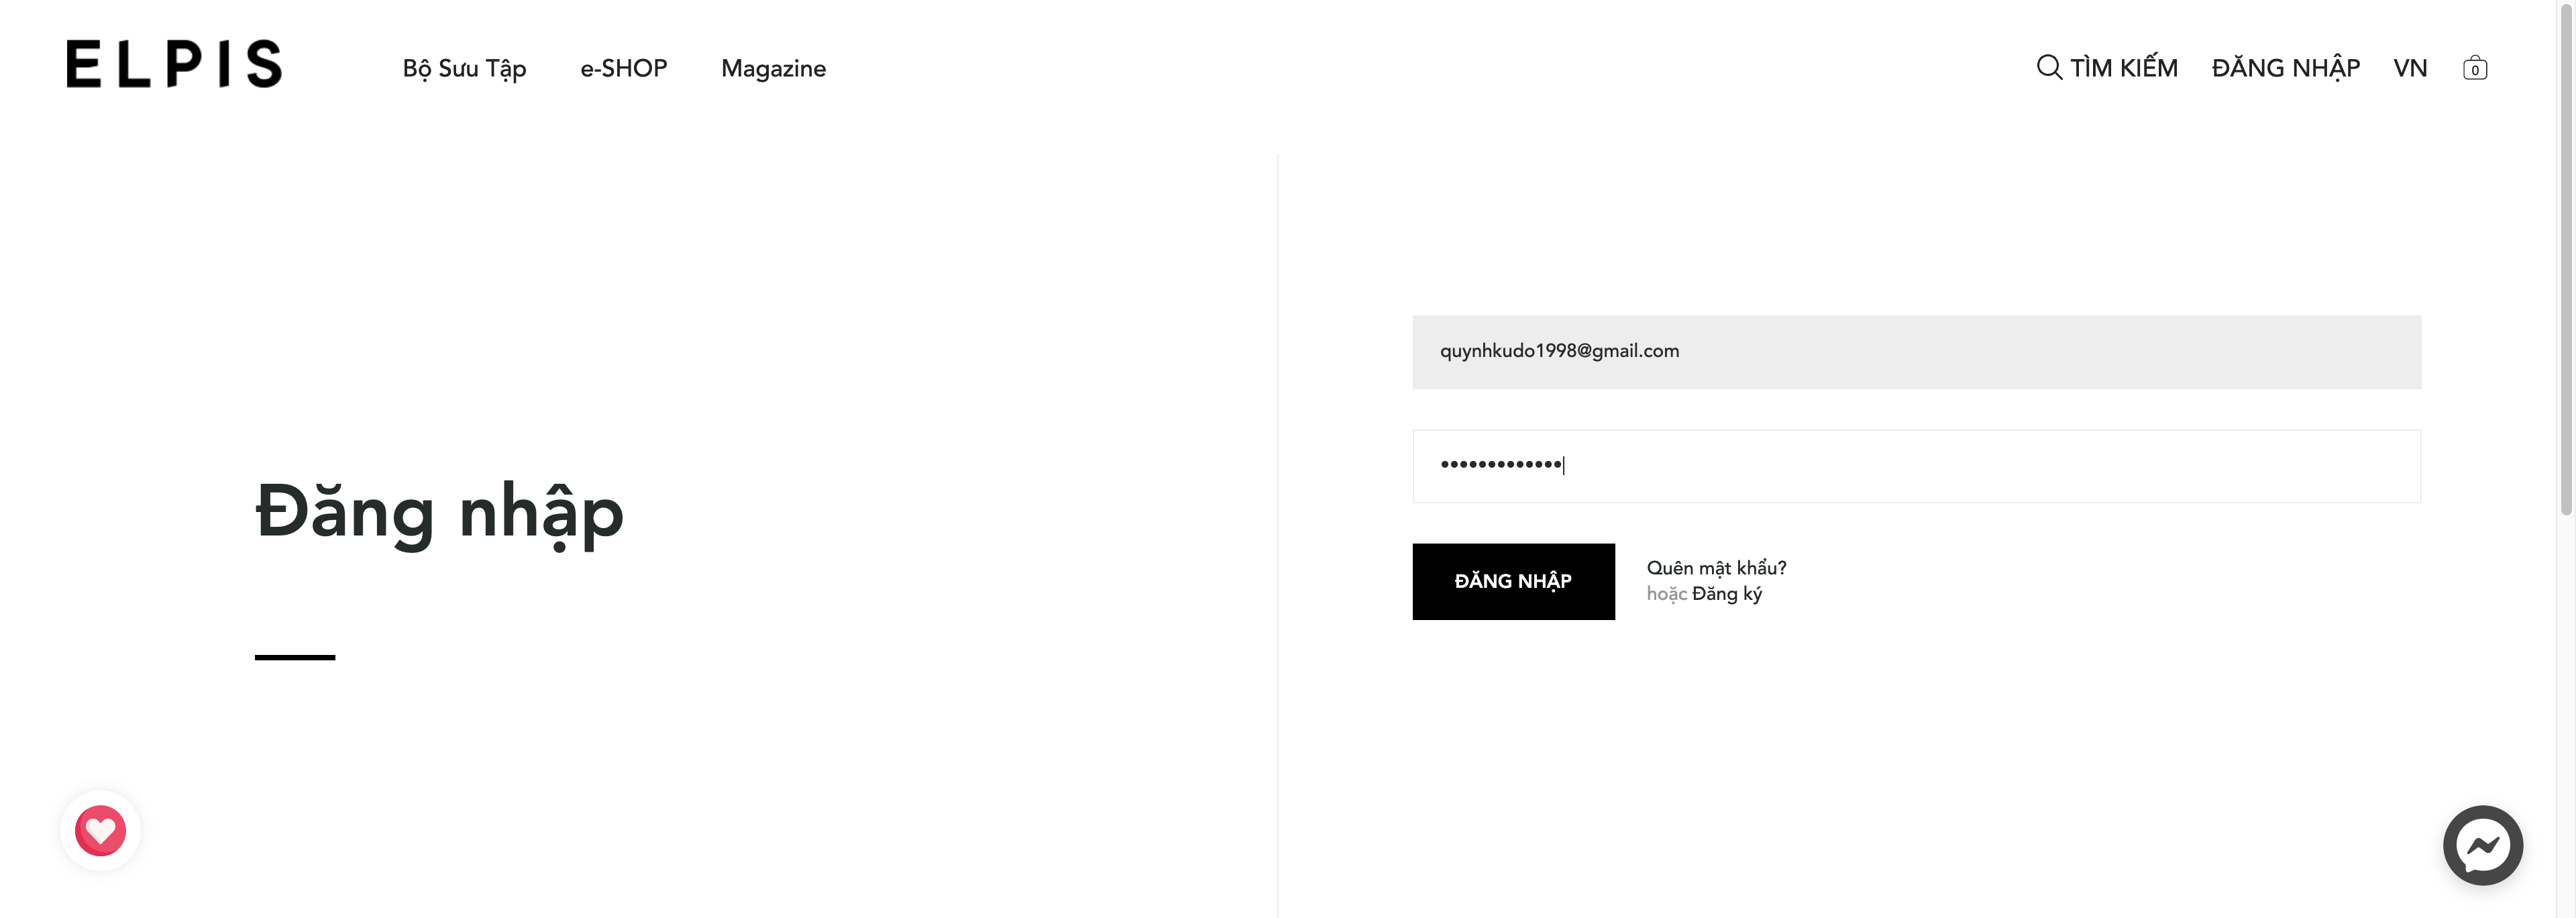 ELPIS
Bộ Sưu Tập
e-SHOP
Magazine
TÌM KIẾM
ĐĂNG NHẬP
VN
0
quynhkudo1998@gmail.com
•••••••••••••
Đăng nhập
ĐĂNG NHẬP
Quên mật khẩu?
hoặc Đăng ký